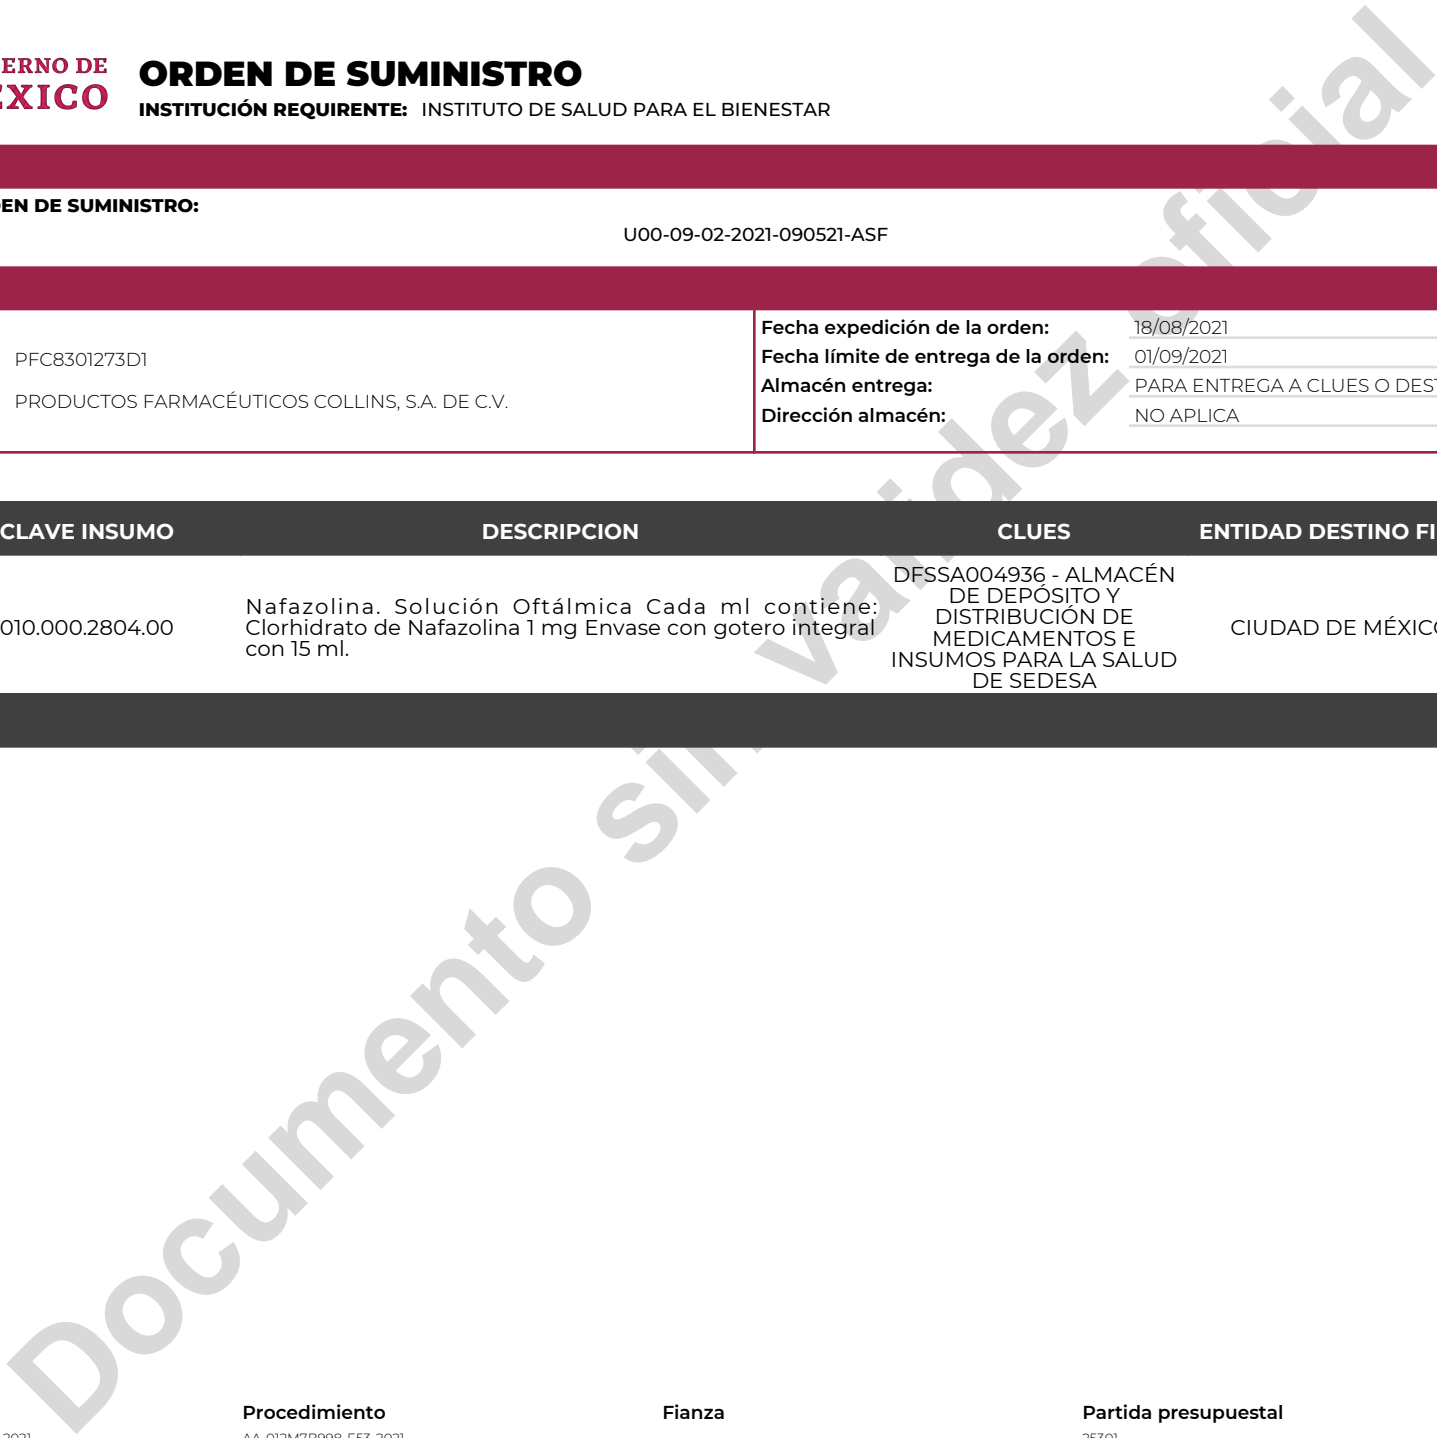 ERNO DE
EXICO
ORDEN DE SUMINISTRO
INSTITUCIÓN REQUIRENTE: INSTITUTO DE SALUD PARA EL BIENESTAR
EN DE SUMINISTRO:
U00-09-02-2021-090521-ASF
PFC8301273D1
PRODUCTOS FARMACÉUTICOS COLLINS, S.A. DE C.V.
Fecha expedición de la orden: 18/08/2021
Fecha límite de entrega de la orden: 01/09/2021
Almacén entrega: PARA ENTREGA A CLUES O DEST
Dirección almacén: NO APLICA
CLAVE INSUMO DESCRIPCION CLUES ENTIDAD DESTINO FI
010.000.2804.00
Nafazolina. Solución Oftálmica Cada ml contiene:
Clorhidrato de Nafazolina 1 mg Envase con gotero integral
con 15 ml.
DFSSA004936 - ALMACÉN
DE DEPÓSITO Y
DISTRIBUCIÓN DE
MEDICAMENTOS E
INSUMOS PARA LA SALUD
DE SEDESA
CIUDAD DE MÉXICO
Documento sin validez oficial
Procedimiento Fianza Partida presupuestal